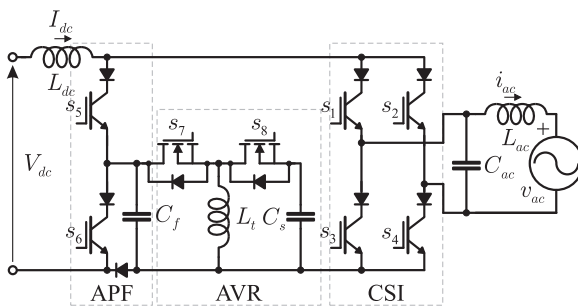 I_dc
L_dc
s_5
s_7
s_8
s_1
s_2
i_ac
L_ac
+
V_dc
C_ac
v_ac
s_6
C_f
L_t
C_s
s_3
s_4
APF
AVR
CSI